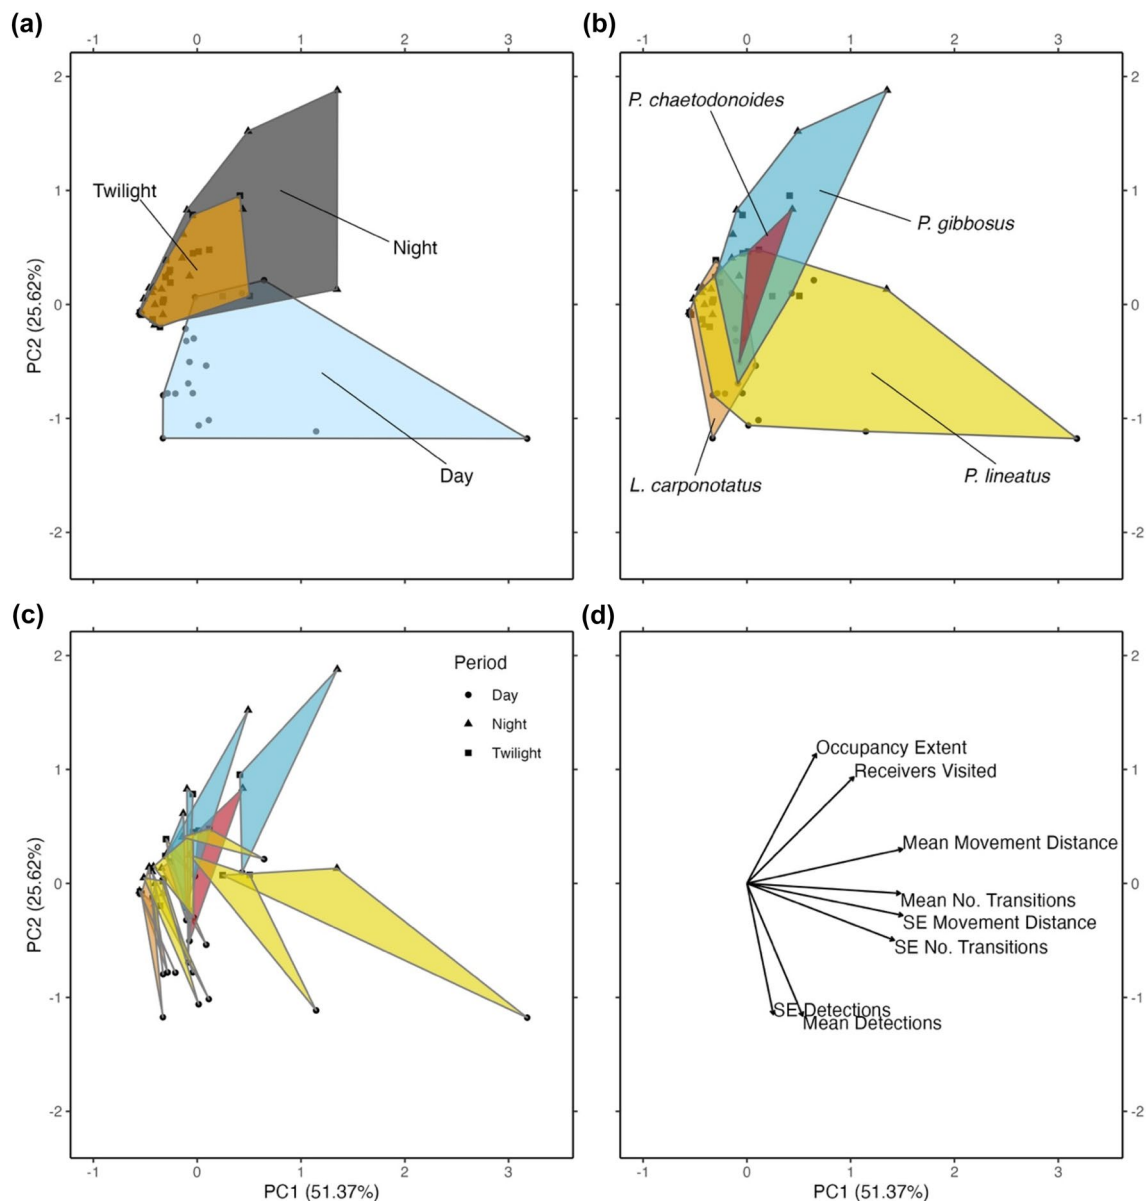 (a)
(b)
-1 0 1 2 3
-1 0 1 2 3
2
1
0
-1
-2
PC2 (25.62%)
Twilight
Night
Day
P. chaetodonoides
P. gibbosus
L. carponotatus
P. lineatus
2
1
0
-1
-2
(c)
(d)
2
1
0
-1
-2
PC2 (25.62%)
Period
Day
Night
Twilight
Occupancy Extent
Receivers Visited
Mean Movement Distance
Mean No. Transitions
SE Movement Distance
SE No. Transitions
SE Detections
Mean Detections
2
1
0
-1
-2
-1 0 1 2 3
-1 0 1 2 3
PC1 (51.37%)
PC1 (51.37%)